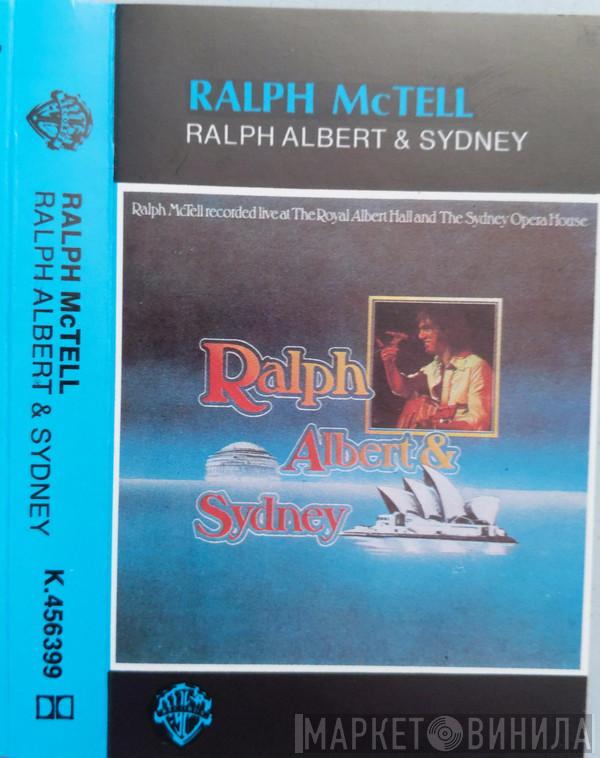 RALPH McTELL
RALPH ALBERT & SYDNEY
Ralph McTell recorded live at The Royal Albert Hall and The Sydney Opera House
Ralph
Albert &
Sydney
RALPH McTELL
RALPH ALBERT & SYDNEY
K.456399
МАРКЕТ ВИНИЛА